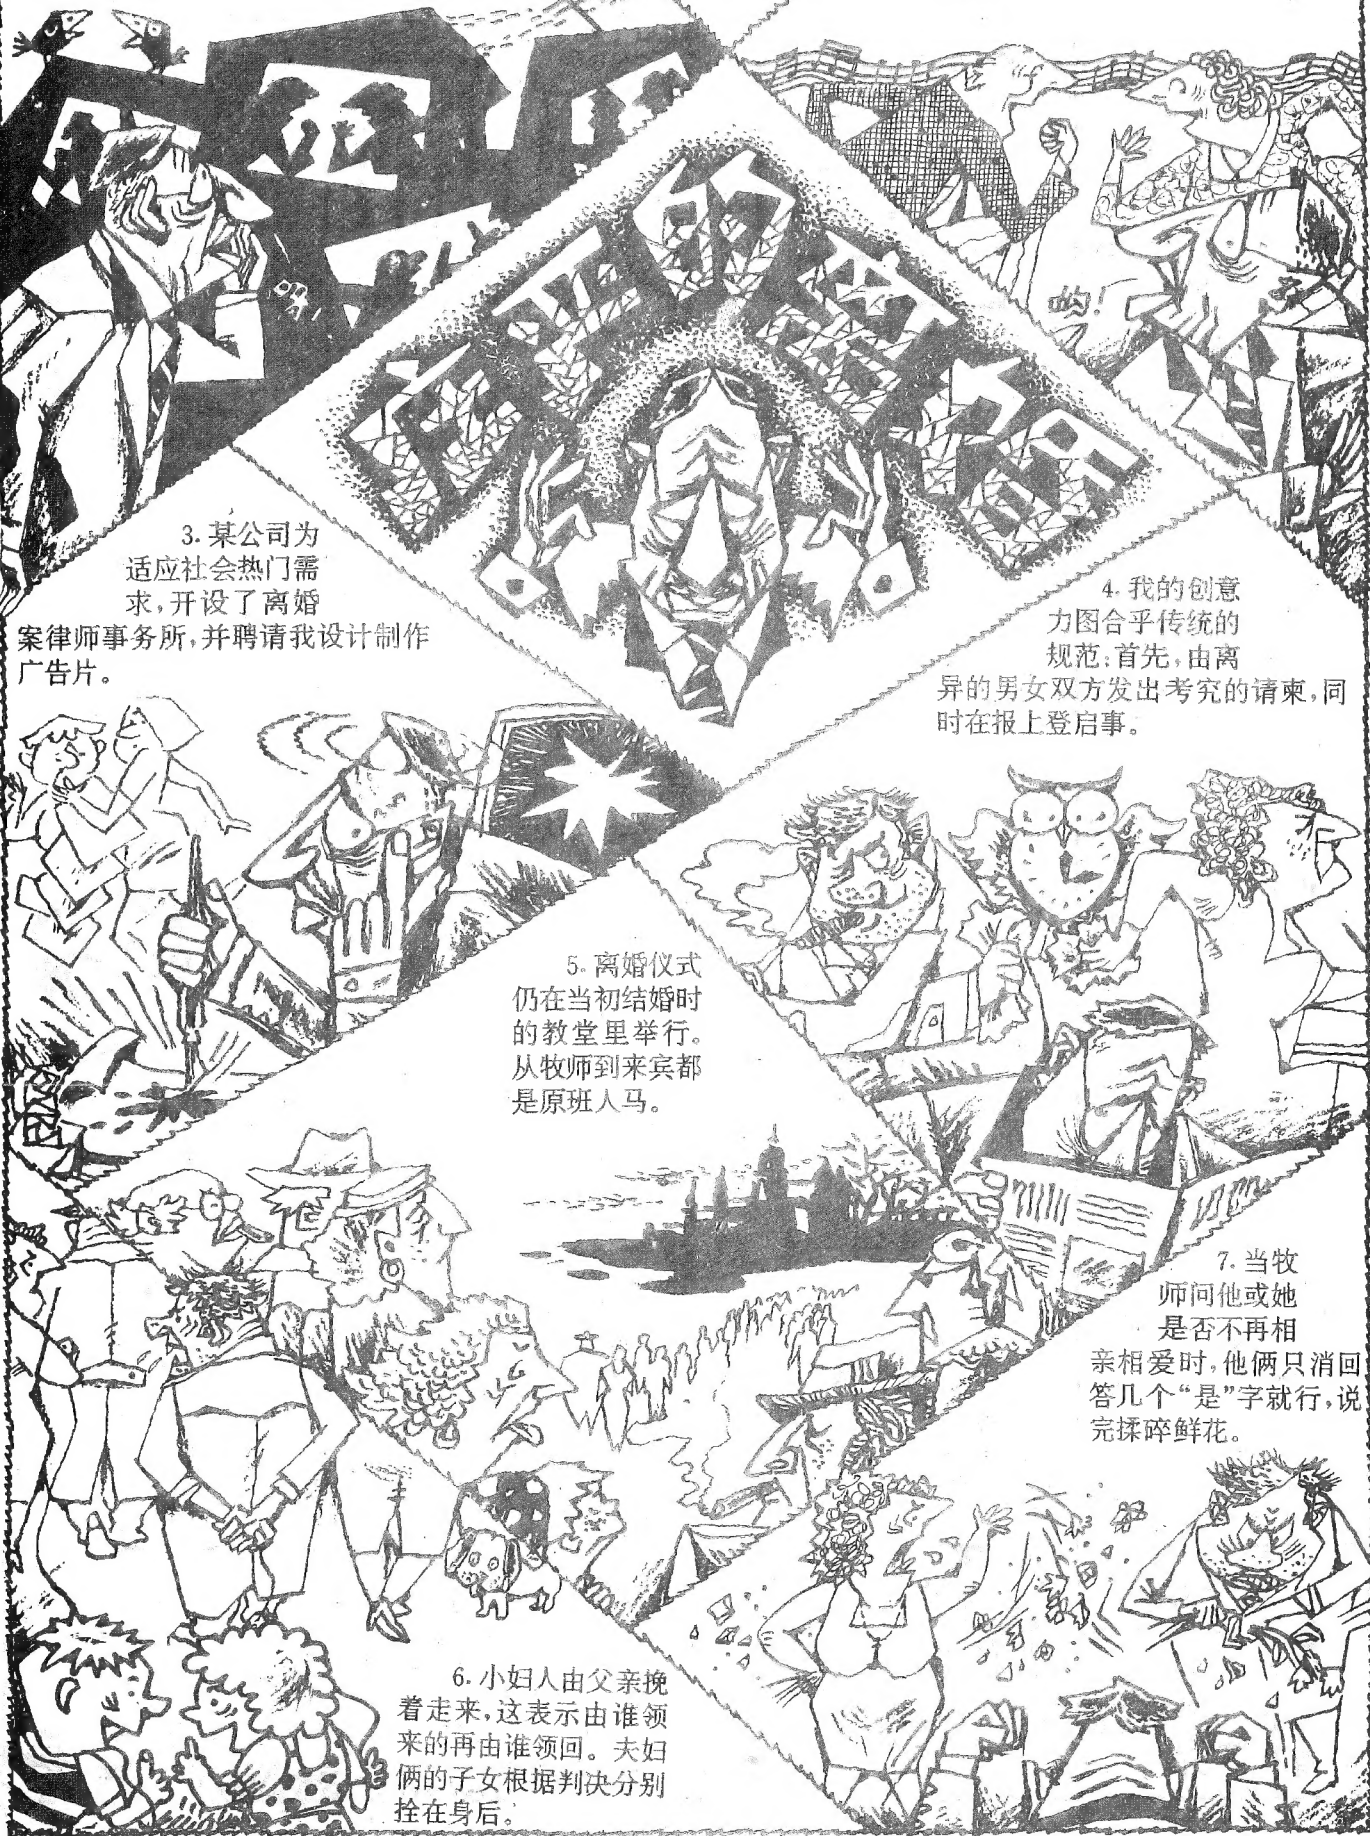 3. 某公司为
适应社会热门需
求，开设了离婚
案律师事务所，并聘请我设计制作
广告片。
4. 我的创意
力图合乎传统的
规范：首先，由离
异的男女双方发出考究的请柬，同
时在报上登启事。
5. 离婚仪式
仍在当初结婚时
的教堂里举行。
从牧师到来宾都
是原班人马。
7. 当牧
师问他或她
是否不再相
亲相爱时，他俩只消回
答几个“是”字就行，说
完揉碎鲜花。
6. 小妇人由父亲挽
着走来，这表示由谁领
来的再由谁领回。夫妇
俩的子女根据判决分别
拴在身后。